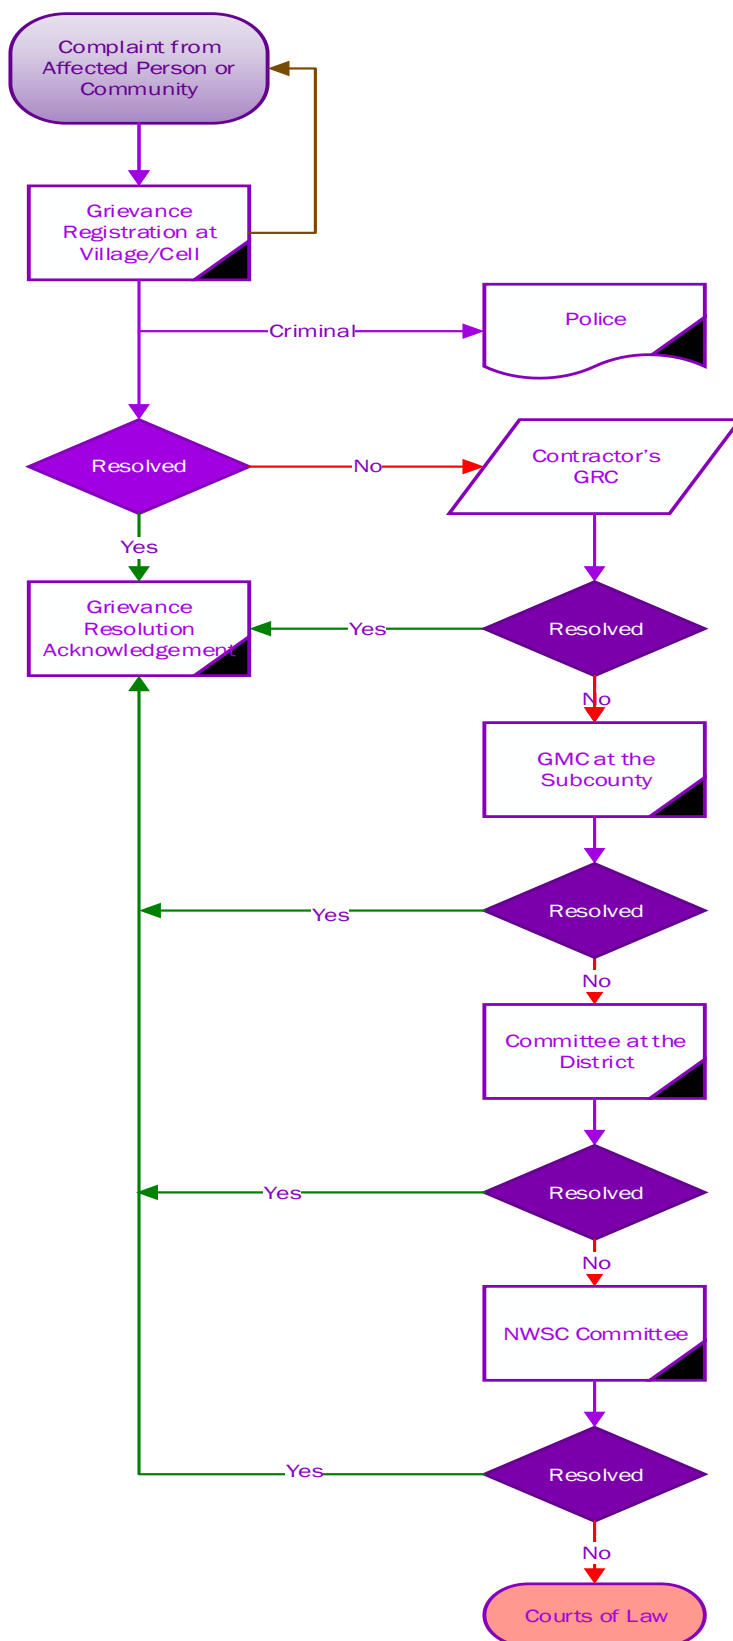 Complaint from
Affected Person or
Community
Grievance
Registration at
Village/Cell
Criminal
Police
Resolved
No
Contractor's
GRC
Yes
Grievance
Resolution
Acknowledgement
Yes
Resolved
No
GMC at the
Subcounty
Resolved
Yes
No
Committee at the
District
Resolved
Yes
No
NWSC Committee
Resolved
Yes
No
Courts of Law